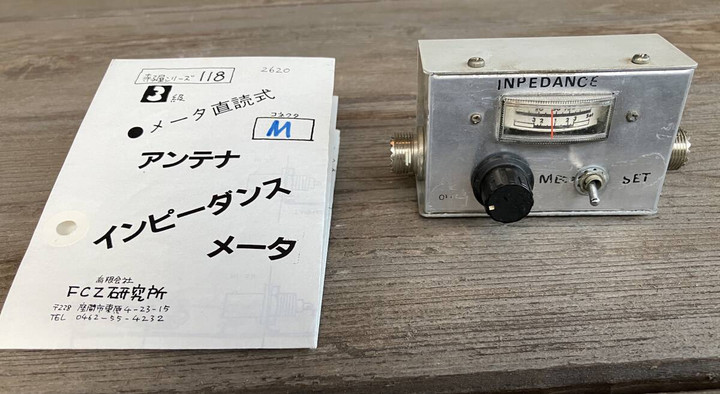 寺子屋シリーズ 118
2620
3級
●メータ直読式
コネクタ
M
アンテナ
インピーダンス
メータ
有限会社
FCZ研究所
〒228 座間市東原4-23-15
TEL 0462-55-4232
INPEDANCE
SET